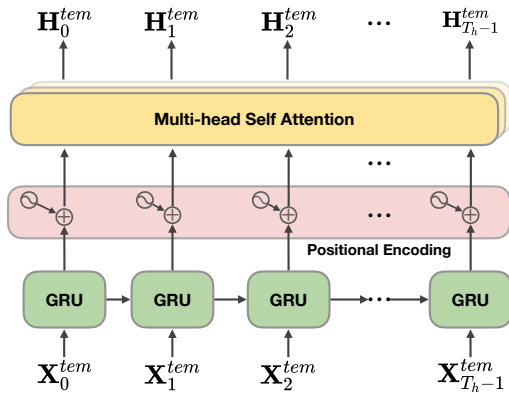 H_0^{tem} H_1^{tem} H_2^{tem} ... H_{T_h-1}^{tem}
Multi-head Self Attention
...
...
Positional Encoding
GRU GRU GRU ... GRU
X_0^{tem} X_1^{tem} X_2^{tem} X_{T_h-1}^{tem}